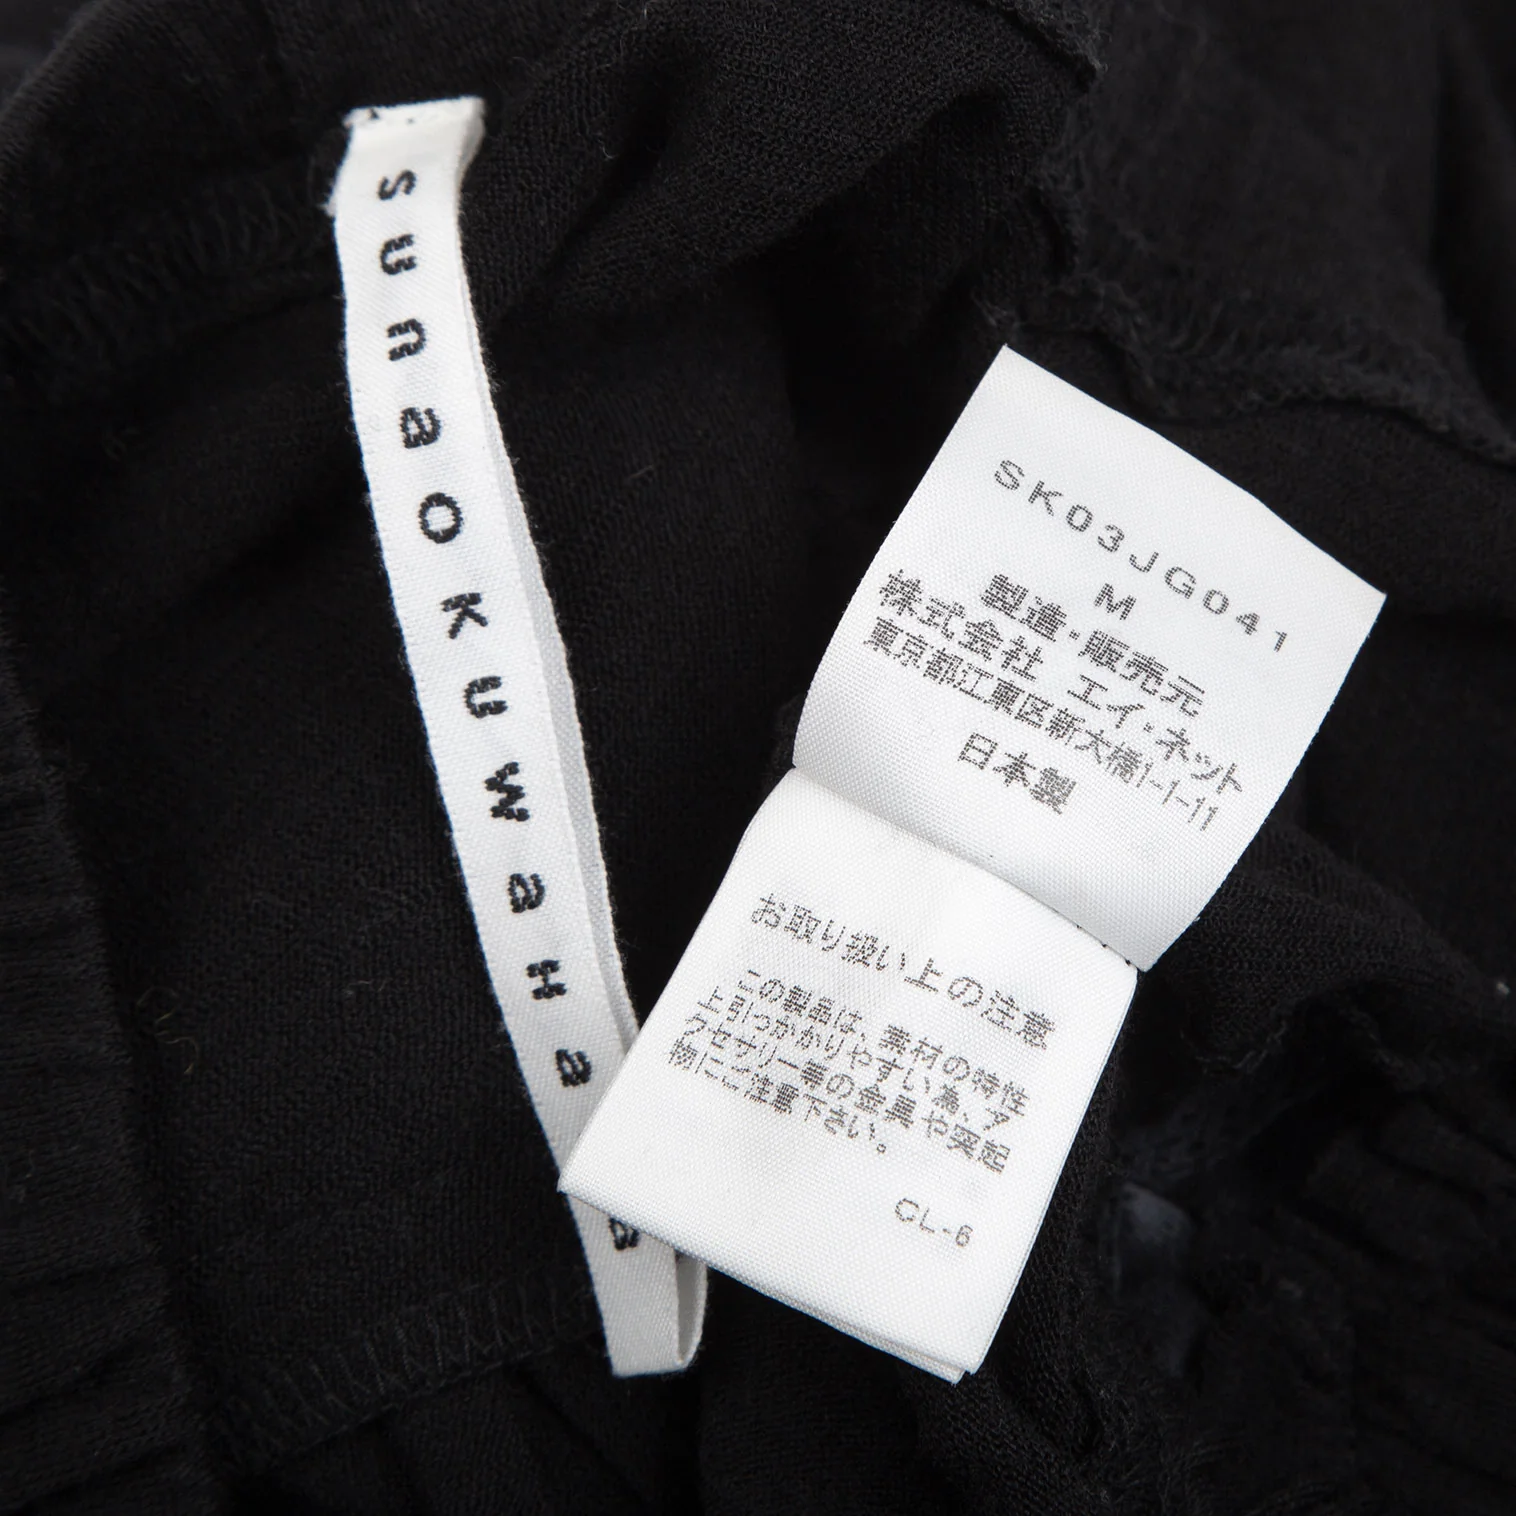 sunaokuwahara
SK03JG041
M
製造・販売元
株式会社 エイ・ネット
東京都江東区新大橋1-1-11
日本製
お取り扱い上の注意
この製品は、素材の特性
上引っかかりやすい為、ア
クセサリー等の金具や突起
物にご注意下さい。
CL-6